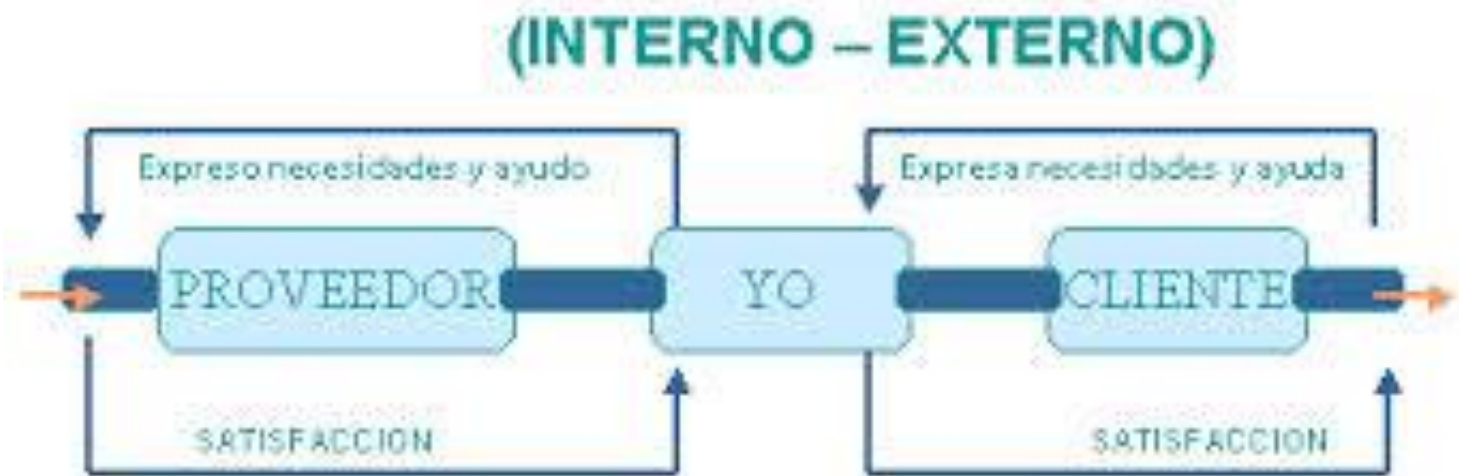 (INTERNO – EXTERNO)
Expreso necesidades y ayudo
Expresa necesidades y ayuda
PROVEEDOR
YO
CLIENTE
SATISFACCION
SATISFACCION